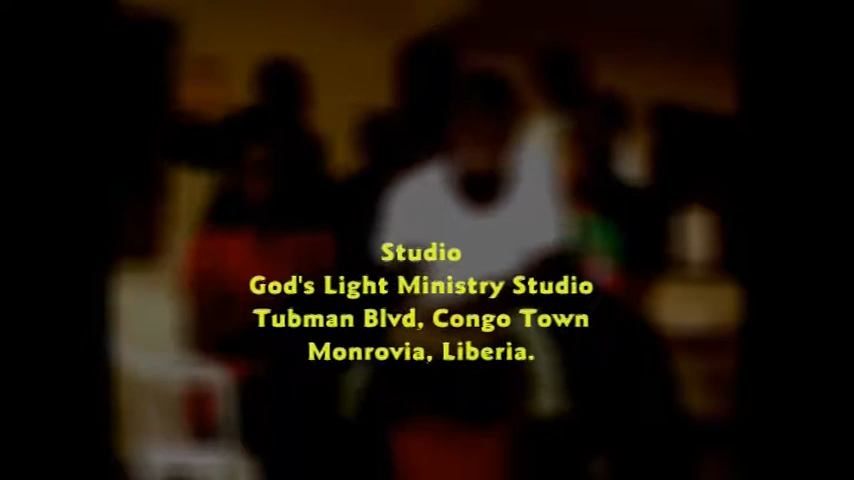 Studio
God's Light Ministry Studio
Tubman Blvd, Congo Town
Monrovia, Liberia.